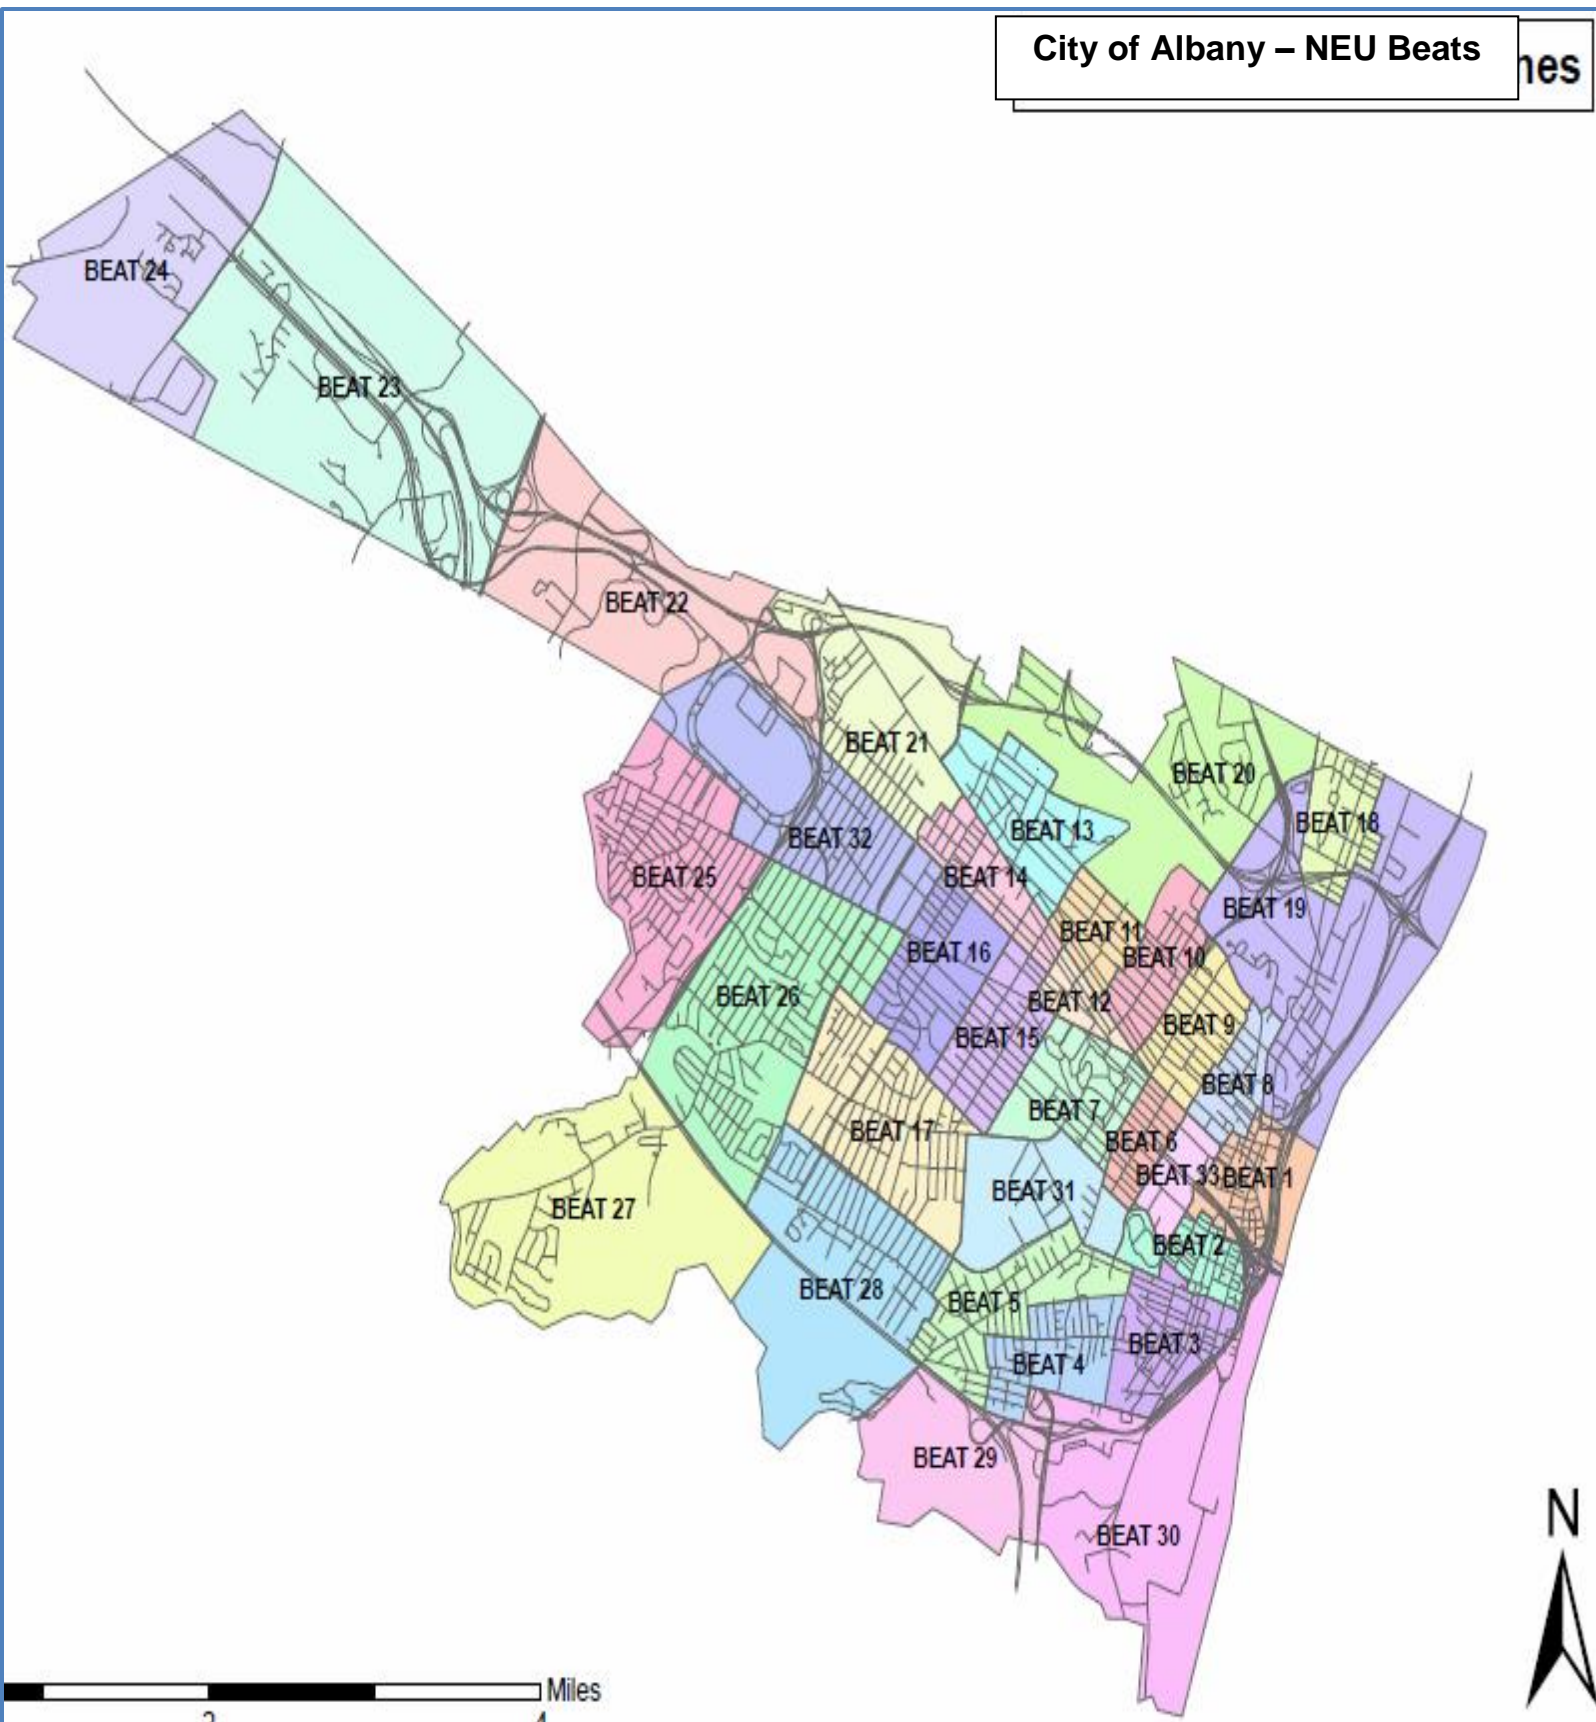 City of Albany – NEU Beats
nes
BEAT 24
BEAT 23
BEAT 22
BEAT 21
BEAT 20
BEAT 18
BEAT 13
BEAT 32
BEAT 14
BEAT 25
BEAT 19
BEAT 11
BEAT 16
BEAT 10
BEAT 26
BEAT 12
BEAT 9
BEAT 15
BEAT 8
BEAT 7
BEAT 17
BEAT 6
BEAT 33
BEAT 1
BEAT 31
BEAT 27
BEAT 2
BEAT 28
BEAT 5
BEAT 3
BEAT 4
BEAT 29
N
BEAT 30
Miles